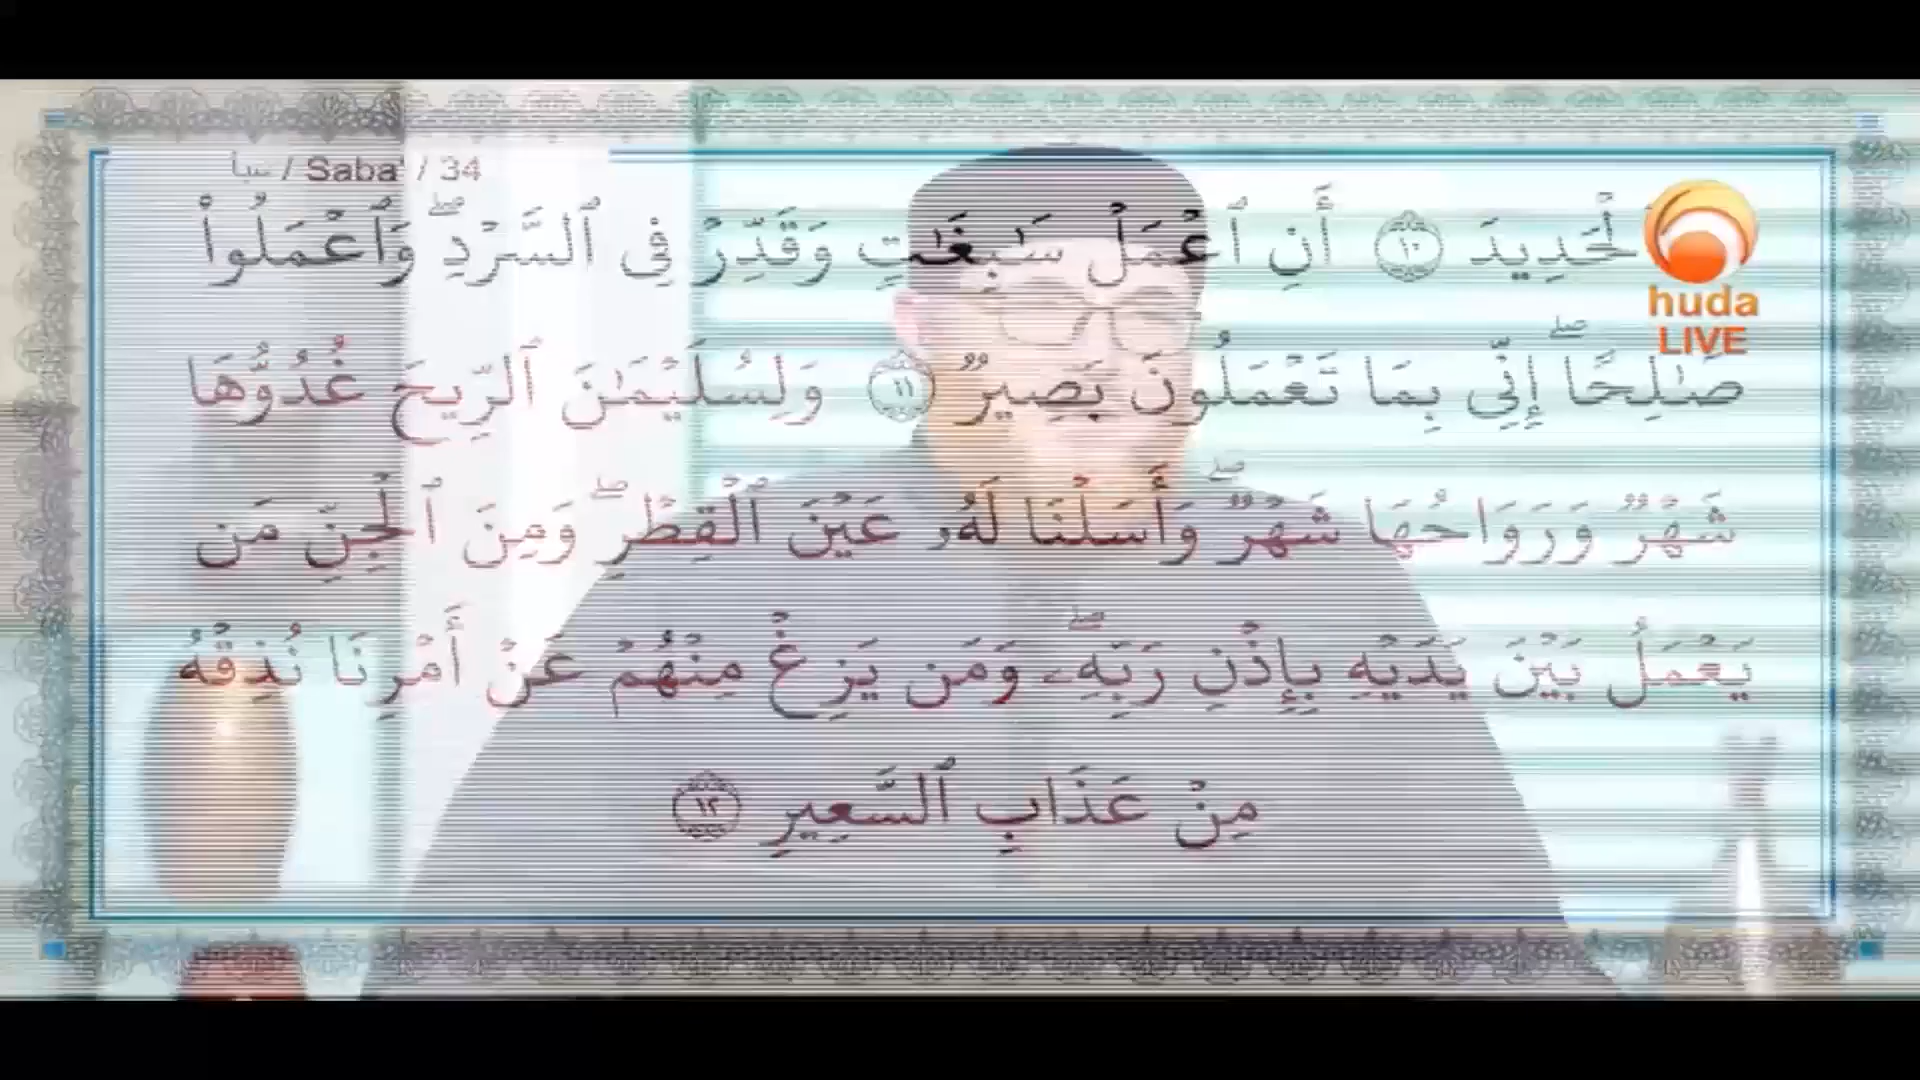 سبأ / Saba' / 34
لْحَدِيدَ ١٠ أَنِ ٱعْمَلْ سَٰبِغَٰتٍ وَقَدِّرْ فِى ٱلسَّرْدِ ۖ وَٱعْمَلُوا۟
huda
LIVE
صَٰلِحًا ۖ إِنِّى بِمَا تَعْمَلُونَ بَصِيرٌ ١١ وَلِسُلَيْمَٰنَ ٱلرِّيحَ غُدُوُّهَا
شَهْرٌ وَرَوَاحُهَا شَهْرٌ ۖ وَأَسَلْنَا لَهُۥ عَيْنَ ٱلْقِطْرِ ۖ وَمِنَ ٱلْجِنِّ مَن
يَعْمَلُ بَيْنَ يَدَيْهِ بِإِذْنِ رَبِّهِۦ ۖ وَمَن يَزِغْ مِنْهُمْ عَنْ أَمْرِنَا نُذِقْهُ
مِنْ عَذَابِ ٱلسَّعِيرِ ١٢